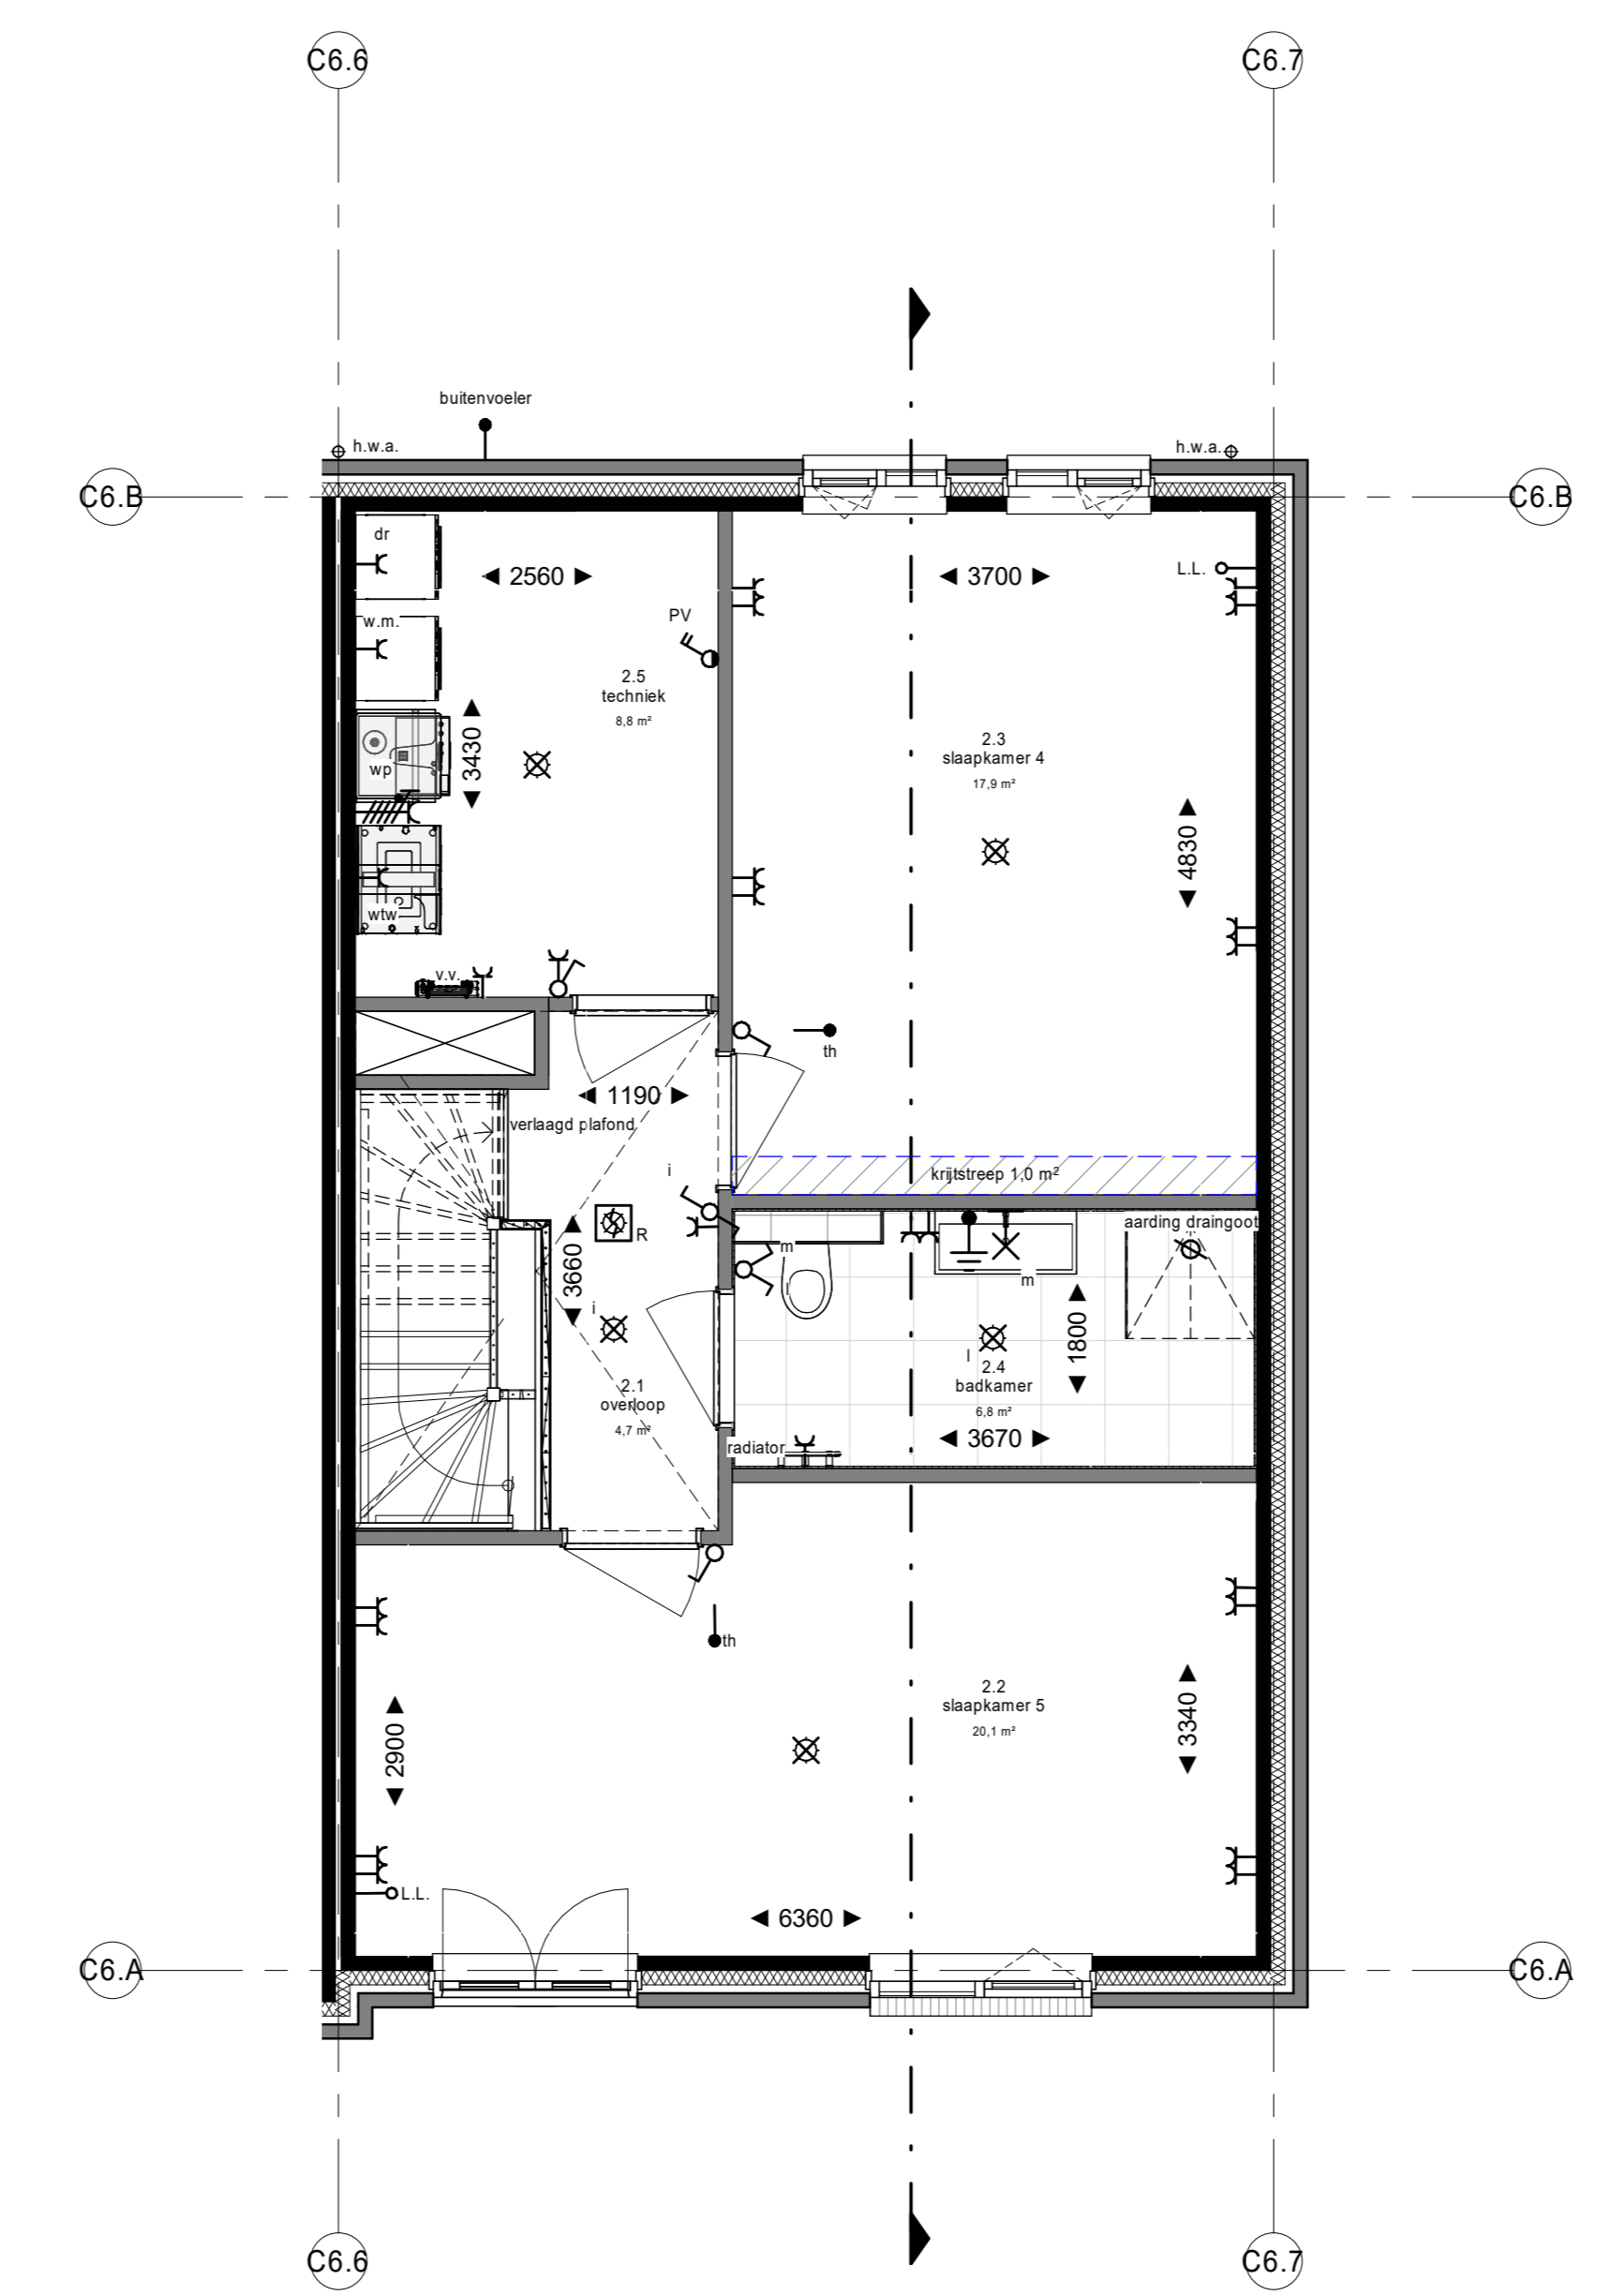 C6.6
C6.7
buitenvoeler
h.w.a.
h.w.a.
C6.B
C6.B
dr
2560
3700
L.L.
PV
w.m.
2.5
techniek
8,8 m²
3430
2.3
slaapkamer 4
17,9 m²
wp
4830
wtw
v.v.
th
1190
verlaagd plafond
i
krijtstreep 1,0 m²
R
3660
m
aarding draingoot
m
l
i
1800
l
2.4
badkamer
6,8 m²
2.1
overloop
4,7 m²
3670
radiator
th
2.2
slaapkamer 5
20,1 m²
2900
3340
L.L.
6360
C6.A
C6.A
C6.6
C6.7